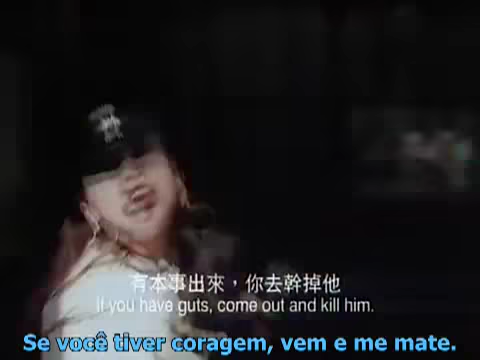 有本事出來，你去幹掉他
If you have guts, come out and kill him.
Se você tiver coragem, vem e me mate.